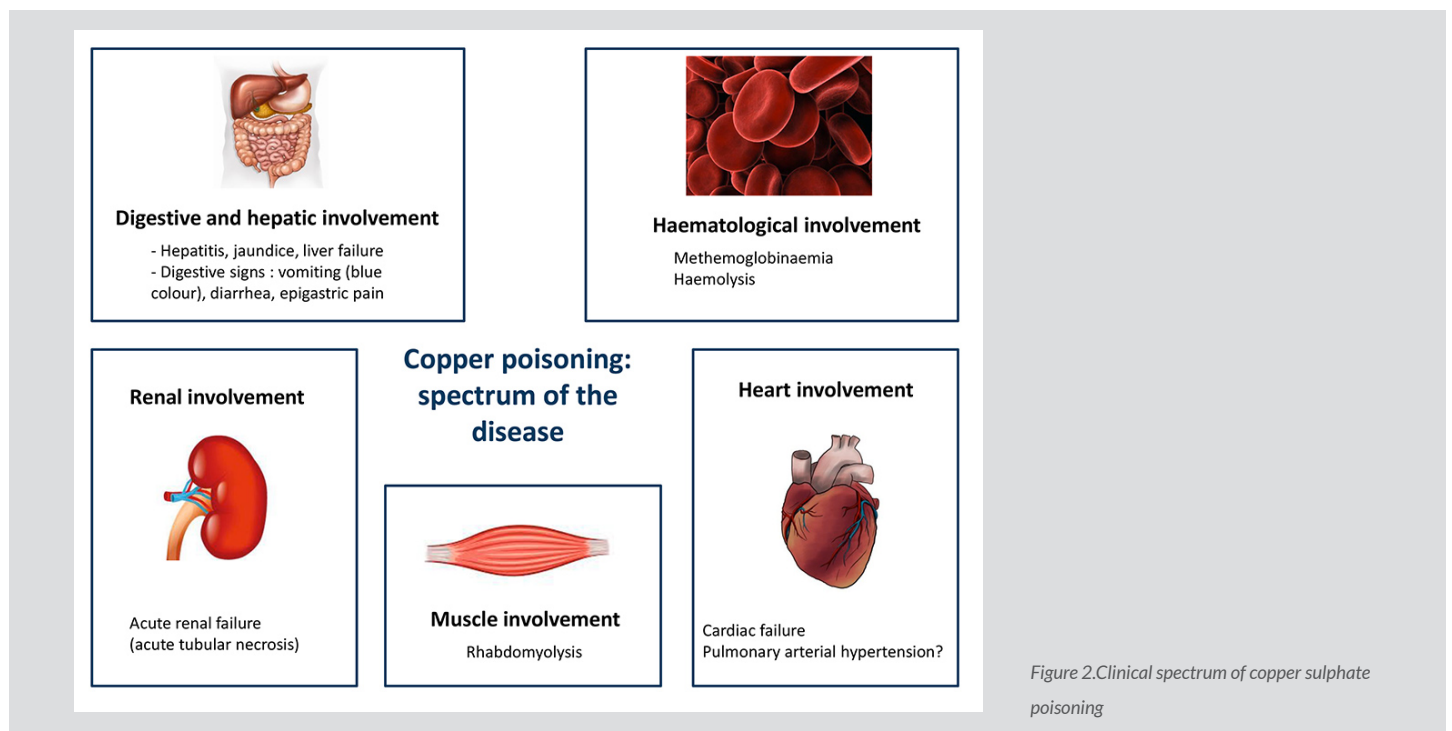 Digestive and hepatic involvement
- Hepatitis, jaundice, liver failure
- Digestive signs : vomiting (blue
colour), diarrhea, epigastric pain
Haematological involvement
Methemoglobinaemia
Haemolysis
Copper poisoning:
spectrum of the
disease
Renal involvement
Acute renal failure
(acute tubular necrosis)
Muscle involvement
Rhabdomyolysis
Heart involvement
Cardiac failure
Pulmonary arterial hypertension?
Figure 2.Clinical spectrum of copper sulphate
poisoning